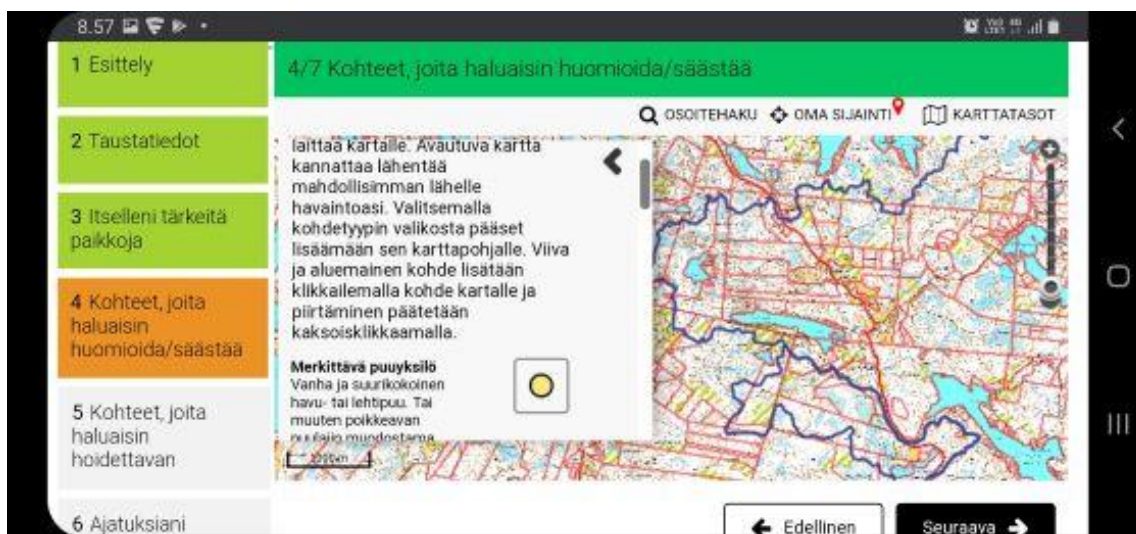 8.57
1 Esittely
2 Taustatiedot
3 Itselleni tärkeitä
paikkoja
4 Kohteet, joita
haluaisin
huomioida/säästää
5 Kohteet, joita
haluaisin
hoidettavan
6 Ajatuksiani
4/7 Kohteet, joita haluaisin huomioida/säästää
OSOITEHAKU OMA SIJAINTI KARTTATASOT
laittaa kartalle. Avautuva kartta
kannattaa lähentää
mahdollisimman lähelle
havaintoasi. Valitsemalla
kohdetyypin valikosta pääset
lisäämään sen karttapohjalle. Viiva
ja aluemainen kohde lisätään
klikkailemalla kohde kartalle ja
piirtäminen päätetään
kaksoisklikkaamalla.
Merkittävä puuyksilö
Vanha ja suurikokoinen
havu- tai lehtipuu. Tai
muuten poikkeavan
puulajin muodostama
Edellinen
Seuraava